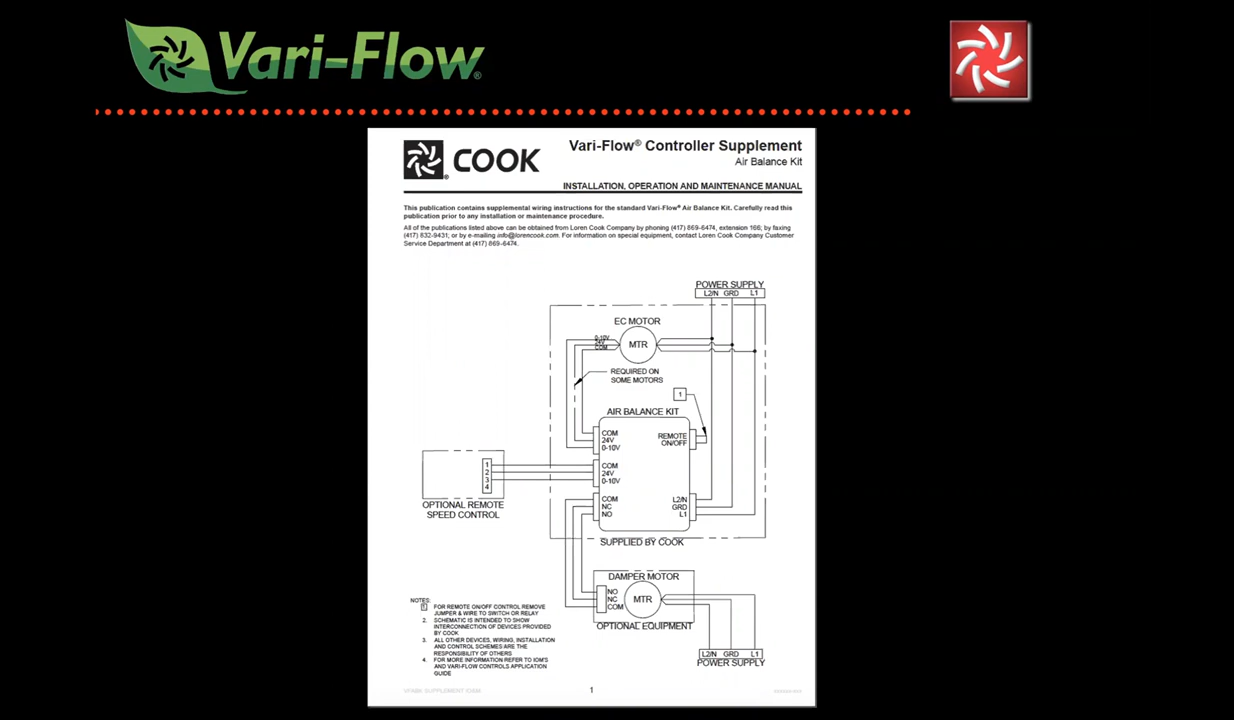 Vari-Flow®
COOK®
Vari-Flow® Controller Supplement
Air Balance Kit
INSTALLATION, OPERATION AND MAINTENANCE MANUAL
This publication contains supplemental wiring instructions for the standard Vari-Flow® Air Balance Kit. Carefully read this
publication prior to any installation or maintenance procedure.
All of the publications listed above can be obtained from Loren Cook Company by phoning (417) 869-6474, extension 166; by faxing
(417) 832-9431; or by e-mailing info@lorencook.com. For information on special equipment, contact Loren Cook Company Customer
Service Department at (417) 869-6474.
POWER SUPPLY
L2/N GRD L1
EC MOTOR
0-10V
24V
COM
MTR
REQUIRED ON
SOME MOTORS
1
AIR BALANCE KIT
COM
24V
0-10V
REMOTE
ON/OFF
COM
24V
0-10V
1
2
3
4
OPTIONAL REMOTE
SPEED CONTROL
COM
NC
NO
L2/N
GRD
L1
SUPPLIED BY COOK
DAMPER MOTOR
NO
NC
COM
MTR
OPTIONAL EQUIPMENT
L2/N GRD L1
POWER SUPPLY
NOTES:
1. FOR REMOTE ON/OFF CONTROL REMOVE
JUMPER & WIRE TO SWITCH OR RELAY
2. SCHEMATIC IS INTENDED TO SHOW
INTERCONNECTION OF DEVICES PROVIDED
BY COOK
3. ALL OTHER DEVICES, WIRING, INSTALLATION
AND CONTROL SCHEMES ARE THE
RESPONSIBILITY OF OTHERS
4. FOR MORE INFORMATION REFER TO IOM'S
AND VARI-FLOW CONTROLS APPLICATION
GUIDE
1